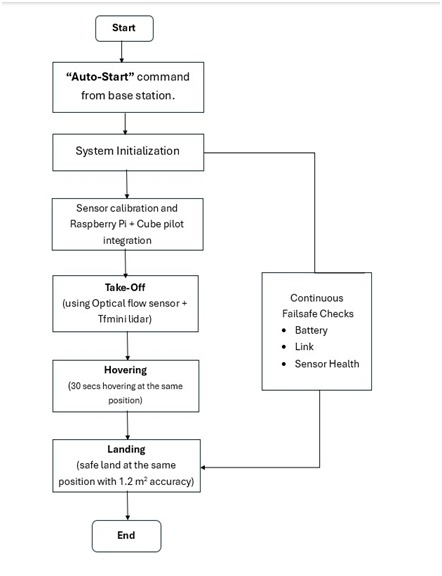 Start
“Auto-Start” command
from base station.
System Initialization
Sensor calibration and
Raspberry Pi + Cube pilot
integration
Take-Off
(using Optical flow sensor +
Tfmini lidar)
Hovering
(30 secs hovering at the same
position)
Landing
(safe land at the same
position with 1.2 m² accuracy)
End
Continuous
Failsafe Checks
• Battery
• Link
• Sensor Health